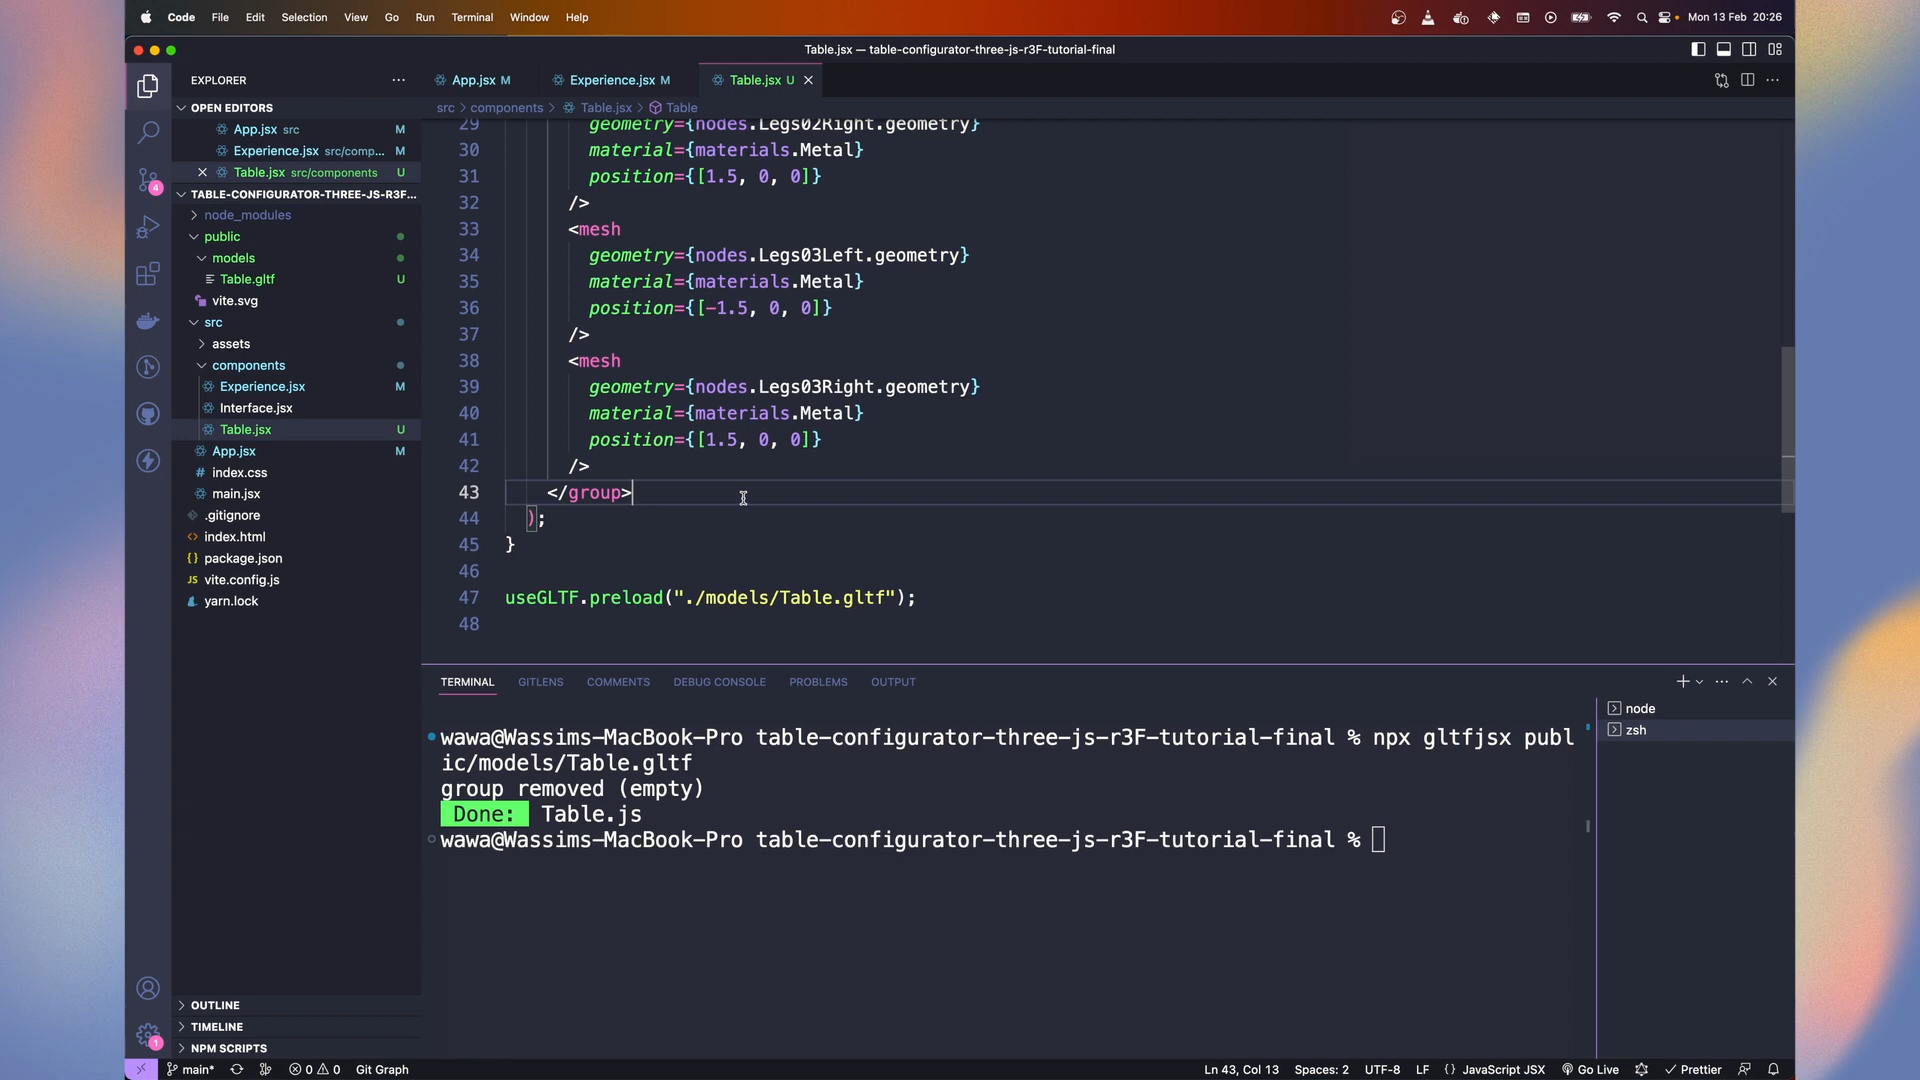 Code File Edit Selection View Go Run Terminal Window Help Mon 13 Feb 20:26
Table.jsx — table-configurator-three-js-r3F-tutorial-final
EXPLORER
OPEN EDITORS
App.jsx src M
Experience.jsx src/comp... M
Table.jsx src/components U
TABLE-CONFIGURATOR-THREE-JS-R3F...
node_modules
public
models
Table.gltf U
vite.svg
src
assets
components
Experience.jsx M
Interface.jsx
Table.jsx U
App.jsx M
index.css
main.jsx
.gitignore
index.html
package.json
vite.config.js
yarn.lock
OUTLINE
TIMELINE
NPM SCRIPTS
4
1
App.jsx M Experience.jsx M Table.jsx U
src > components > Table.jsx > Table
29 geometry={nodes.Legs02Right.geometry}
30 material={materials.Metal}
31 position={[1.5, 0, 0]}
32 />
33 <mesh
34 geometry={nodes.Legs03Left.geometry}
35 material={materials.Metal}
36 position={[-1.5, 0, 0]}
37 />
38 <mesh
39 geometry={nodes.Legs03Right.geometry}
40 material={materials.Metal}
41 position={[1.5, 0, 0]}
42 />
43 </group>
44 );
45 }
46
47 useGLTF.preload("./models/Table.gltf");
48
TERMINAL GITLENS COMMENTS DEBUG CONSOLE PROBLEMS OUTPUT
wawa@Wassims-MacBook-Pro table-configurator-three-js-r3F-tutorial-final % npx gltfjsx publ
ic/models/Table.gltf
group removed (empty)
Done: Table.js
wawa@Wassims-MacBook-Pro table-configurator-three-js-r3F-tutorial-final %
node
zsh
main* 0 0 Git Graph Ln 43, Col 13 Spaces: 2 UTF-8 LF {} JavaScript JSX Go Live Prettier